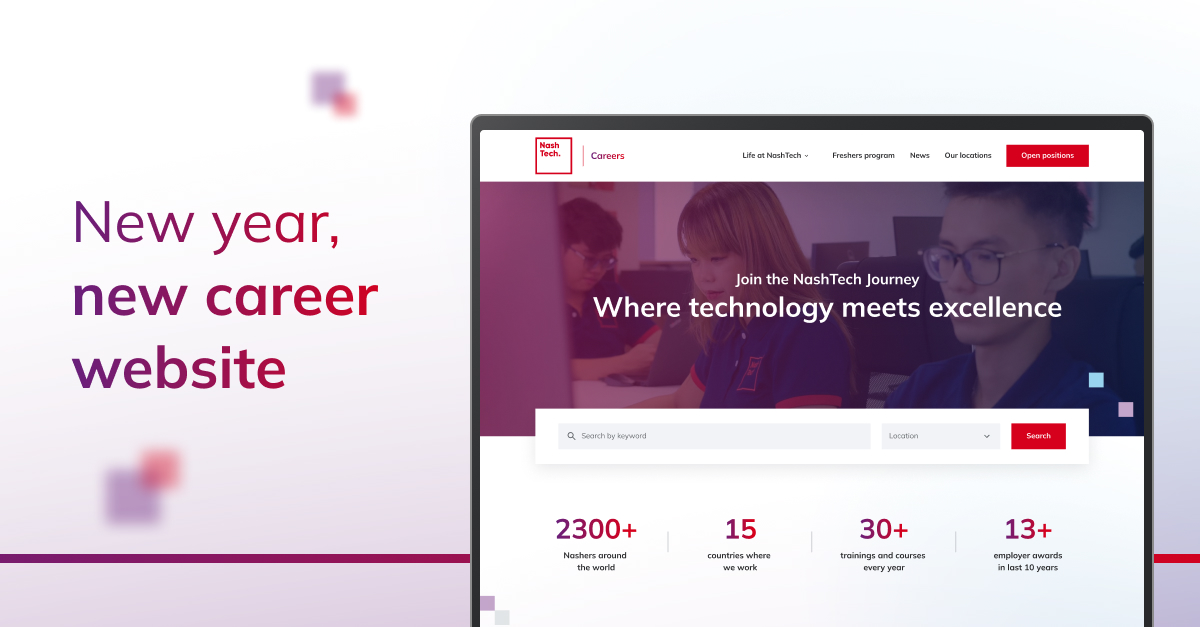 New year,
new career
website
Nash
Tech.
Careers
Life at NashTech
Freshers program
News
Our locations
Open positions
Join the NashTech Journey
Where technology meets excellence
Search by keyword
Location
Search
2300+
Nashers around
the world
15
countries where
we work
30+
trainings and courses
every year
13+
employer awards
in last 10 years